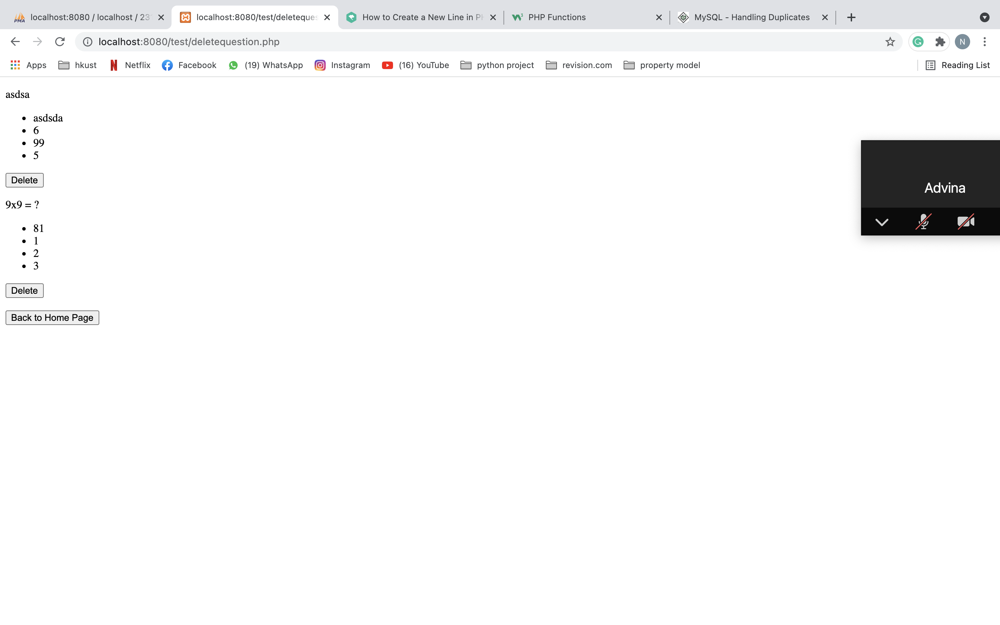 PMA localhost:8080 / localhost / 23 localhost:8080/test/deleteques How to Create a New Line in PH PHP Functions MySQL - Handling Duplicates
localhost:8080/test/deletequestion.php N
Apps hkust Netflix Facebook (19) WhatsApp Instagram (16) YouTube python project revision.com property model Reading List
asdsa
asdsda
6
99
5
Delete
9x9 = ?
81
1
2
3
Delete
Back to Home Page
Advina